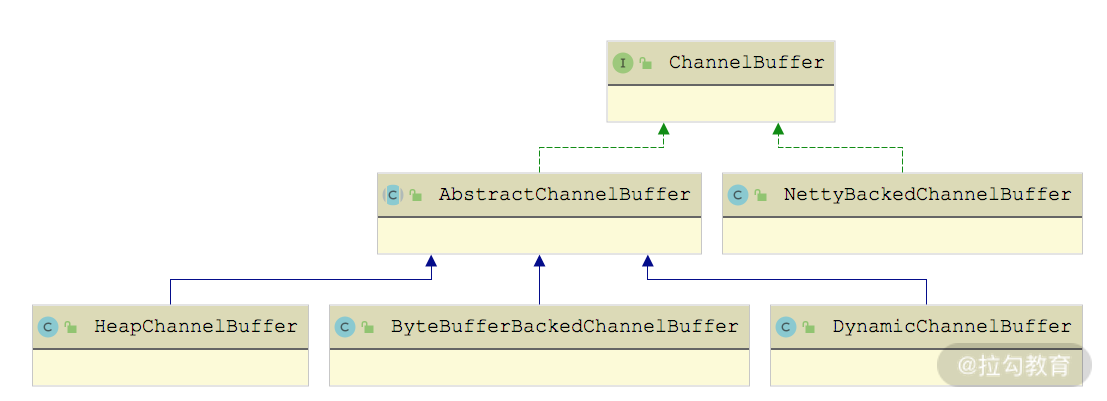 I ChannelBuffer
C AbstractChannelBuffer
C NettyBackedChannelBuffer
C HeapChannelBuffer
C ByteBufferBackedChannelBuffer
C DynamicChannelBuffer
@拉勾教育